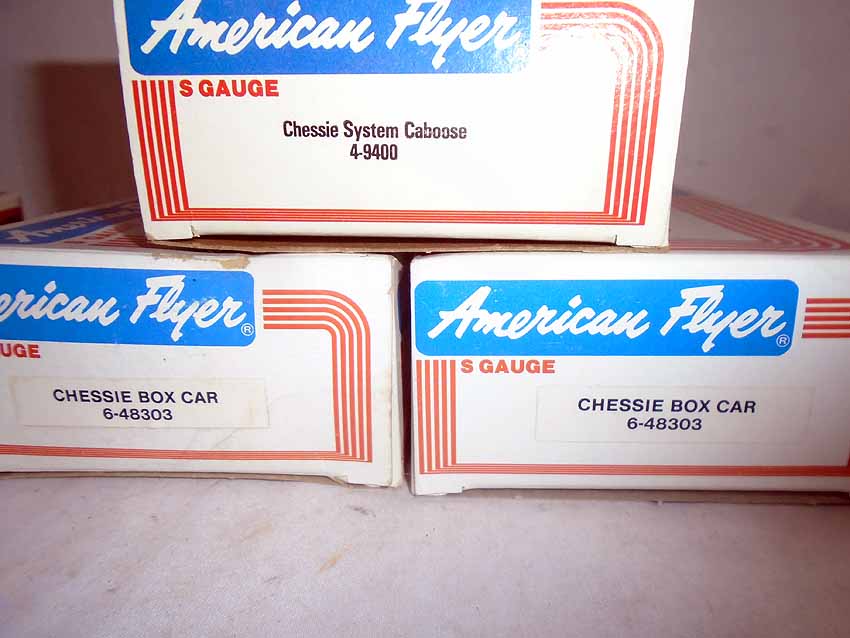 American Flyer
S GAUGE
Chessie System Caboose
4-9400
American
erican Flyer®
UGE
CHESSIE BOX CAR
6-48303
American Flyer®
S GAUGE
CHESSIE BOX CAR
6-48303